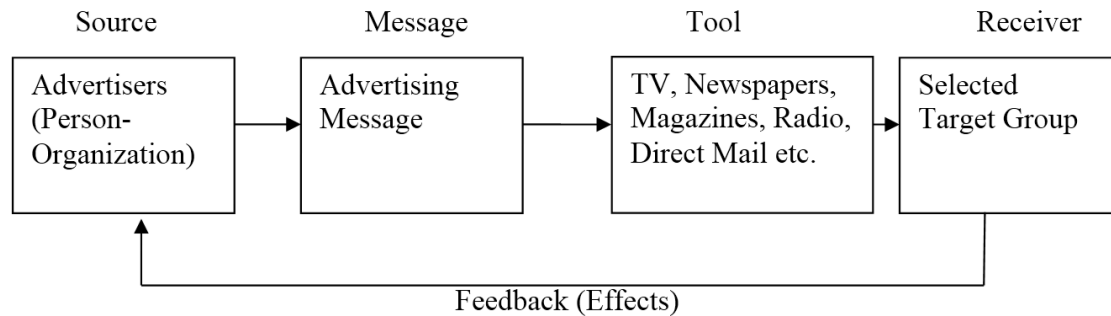 Source Message Tool Receiver
Advertisers
(Person-
Organization)
Advertising
Message
TV, Newspapers,
Magazines, Radio,
Direct Mail etc.
Selected
Target Group
Feedback (Effects)